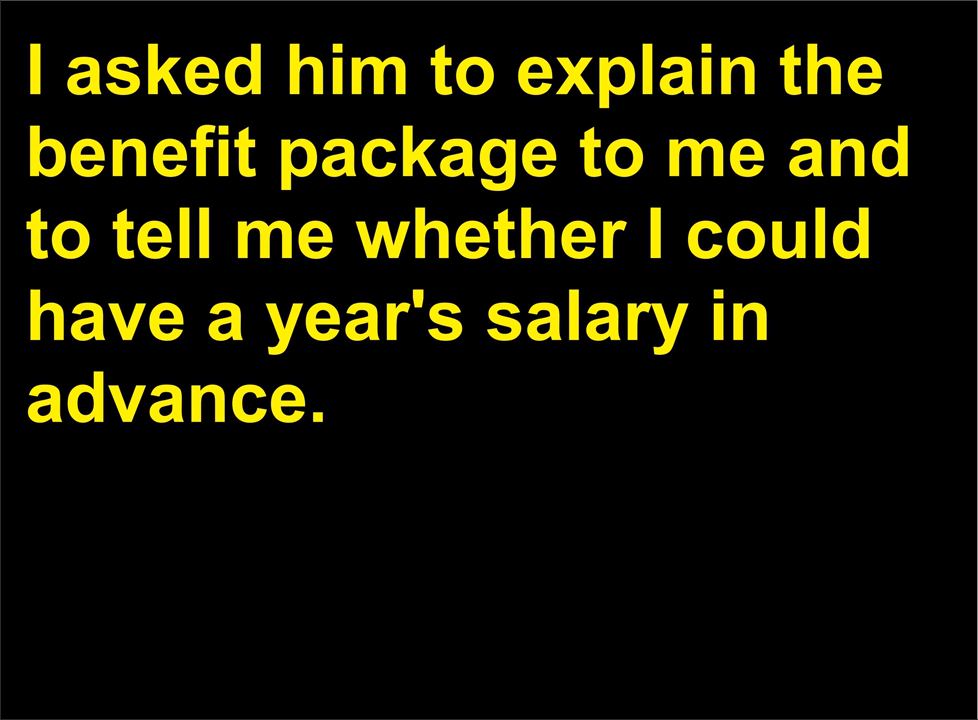 I asked him to explain the
benefit package to me and
to tell me whether I could
have a year's salary in
advance.